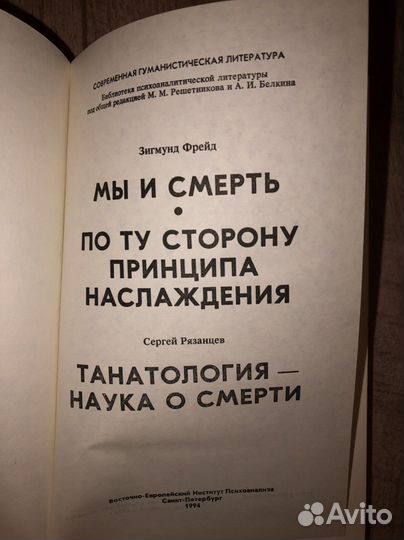 СОВРЕМЕННАЯ ГУМАНИСТИЧЕСКАЯ ЛИТЕРАТУРА
Библиотека психоаналитической литературы
под общей редакцией М. М. Решетникова и А. И. Белкина
Зигмунд Фрейд
МЫ И СМЕРТЬ
•
ПО ТУ СТОРОНУ
ПРИНЦИПА
НАСЛАЖДЕНИЯ
Сергей Рязанцев
ТАНАТОЛОГИЯ —
НАУКА О СМЕРТИ
Восточно-Европейский Институт Психоанализа
Санкт-Петербург
1994
Avito